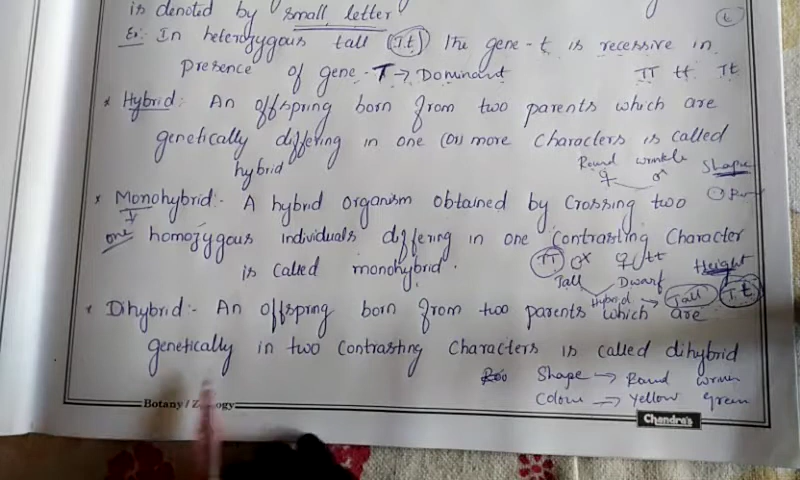 is denoted by small letter.
t
Ex:- In heterozygous tall (T.t) The gene - t is recessive in
Presence of gene - T → Dominant TT tt Tt
* Hybrid:- An offspring born from two parents which are
genetically differing in one (or) more characters is called
hybrid
Round wrinkle Shape
♀ ♂
* Monohybrid:- A hybrid organism obtained by crossing two
one homozygous individuals differing in one contrasting character
is called monohybrid.
TT ♂ × ♀ tt
Tall Dwarf Height
Hybrid → Tall T.t
* Dihybrid:- An offspring born from two parents which are
genetically in two contrasting characters is called dihybrid
Shape → Round
Colour → Yellow Green
Botany / Zoology
Chandra's